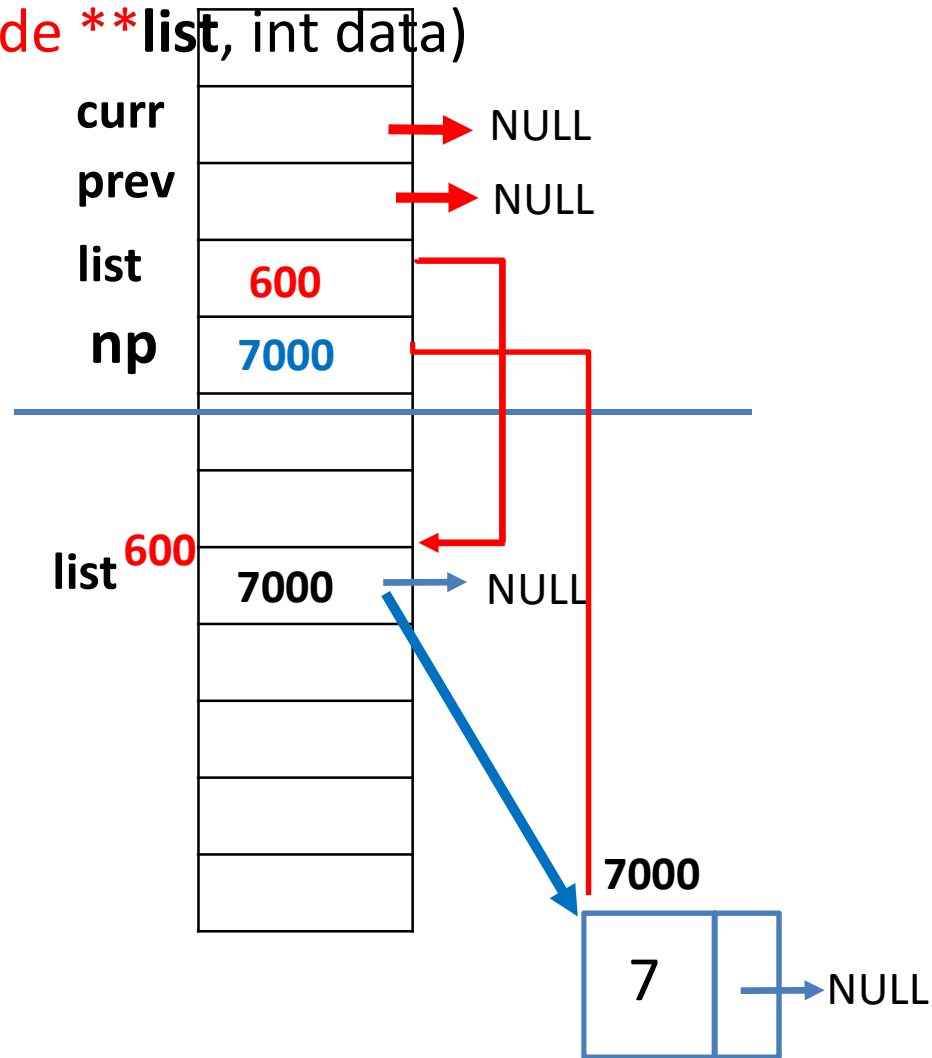 de **list, int data)
curr NULL
prev NULL
list 600
np 7000
list 600 7000 NULL
7000
7 NULL